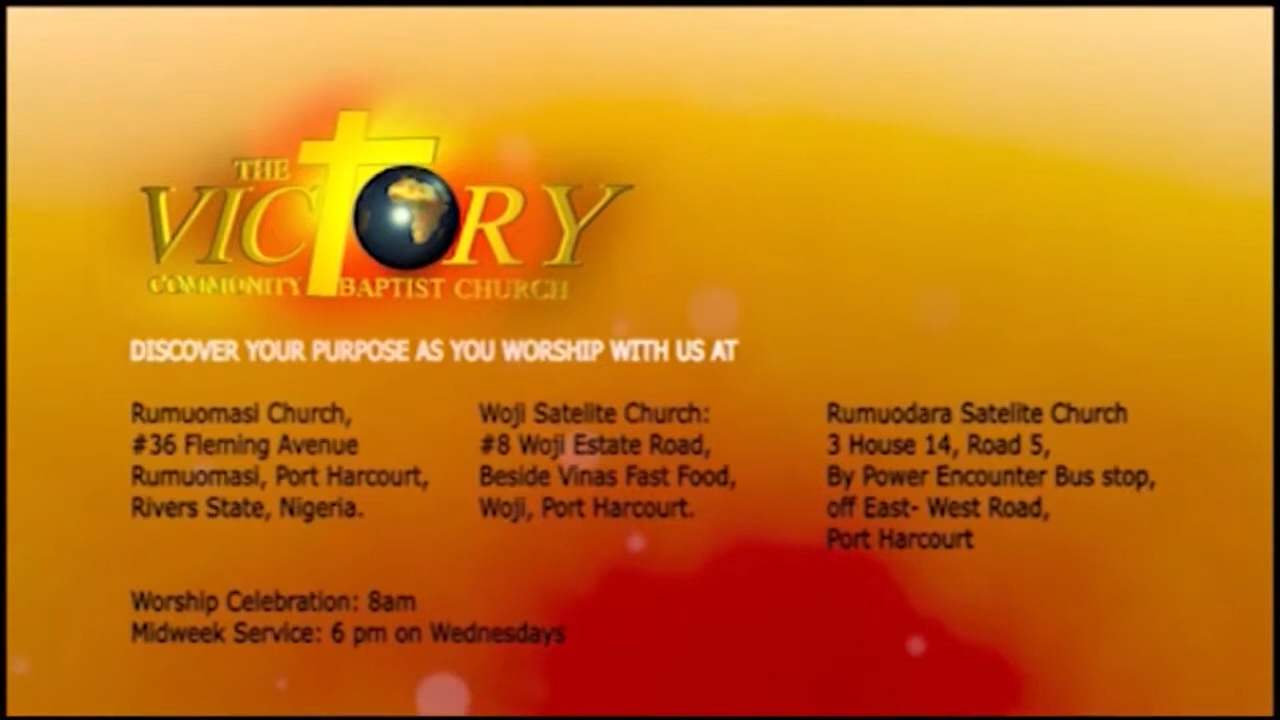 THE
VICTORY
COMMUNITY BAPTIST CHURCH
DISCOVER YOUR PURPOSE AS YOU WORSHIP WITH US AT
Rumuomasi Church,
#36 Fleming Avenue
Rumuomasi, Port Harcourt,
Rivers State, Nigeria.
Woji Satelite Church:
#8 Woji Estate Road,
Beside Vinas Fast Food,
Woji, Port Harcourt.
Rumuodara Satelite Church
3 House 14, Road 5,
By Power Encounter Bus stop,
off East- West Road,
Port Harcourt
Worship Celebration: 8am
Midweek Service: 6 pm on Wednesdays